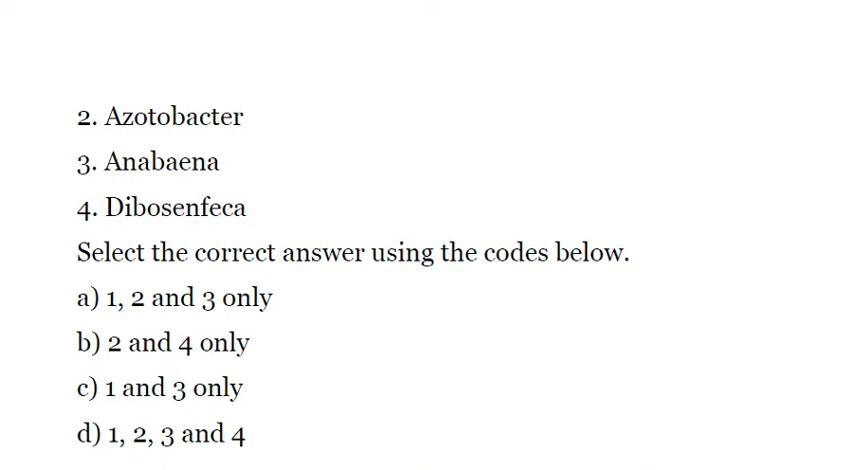 2. Azotobacter
3. Anabaena
4. Dibosenfeca
Select the correct answer using the codes below.
a) 1, 2 and 3 only
b) 2 and 4 only
c) 1 and 3 only
d) 1, 2, 3 and 4